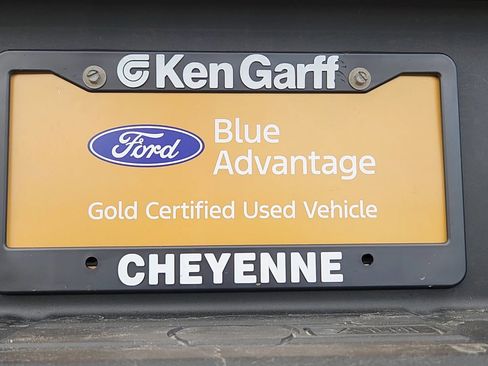 Ken Garff
Ford
Blue
Advantage
Gold Certified Used Vehicle
CHEYENNE